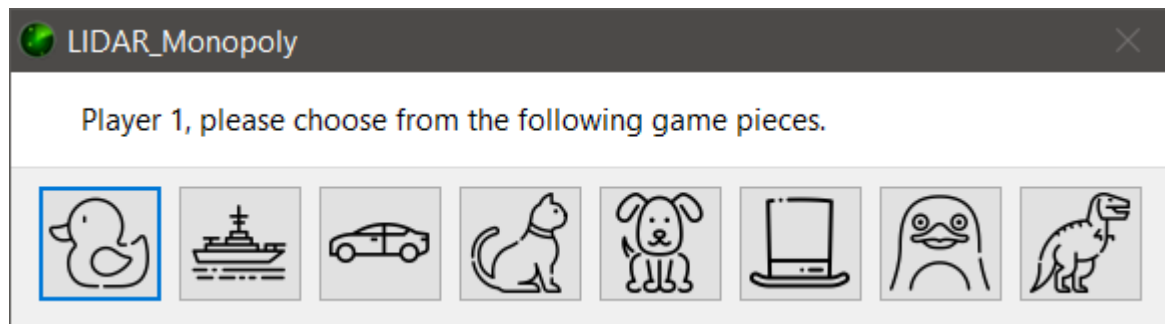 LIDAR_Monopoly
Player 1, please choose from the following game pieces.